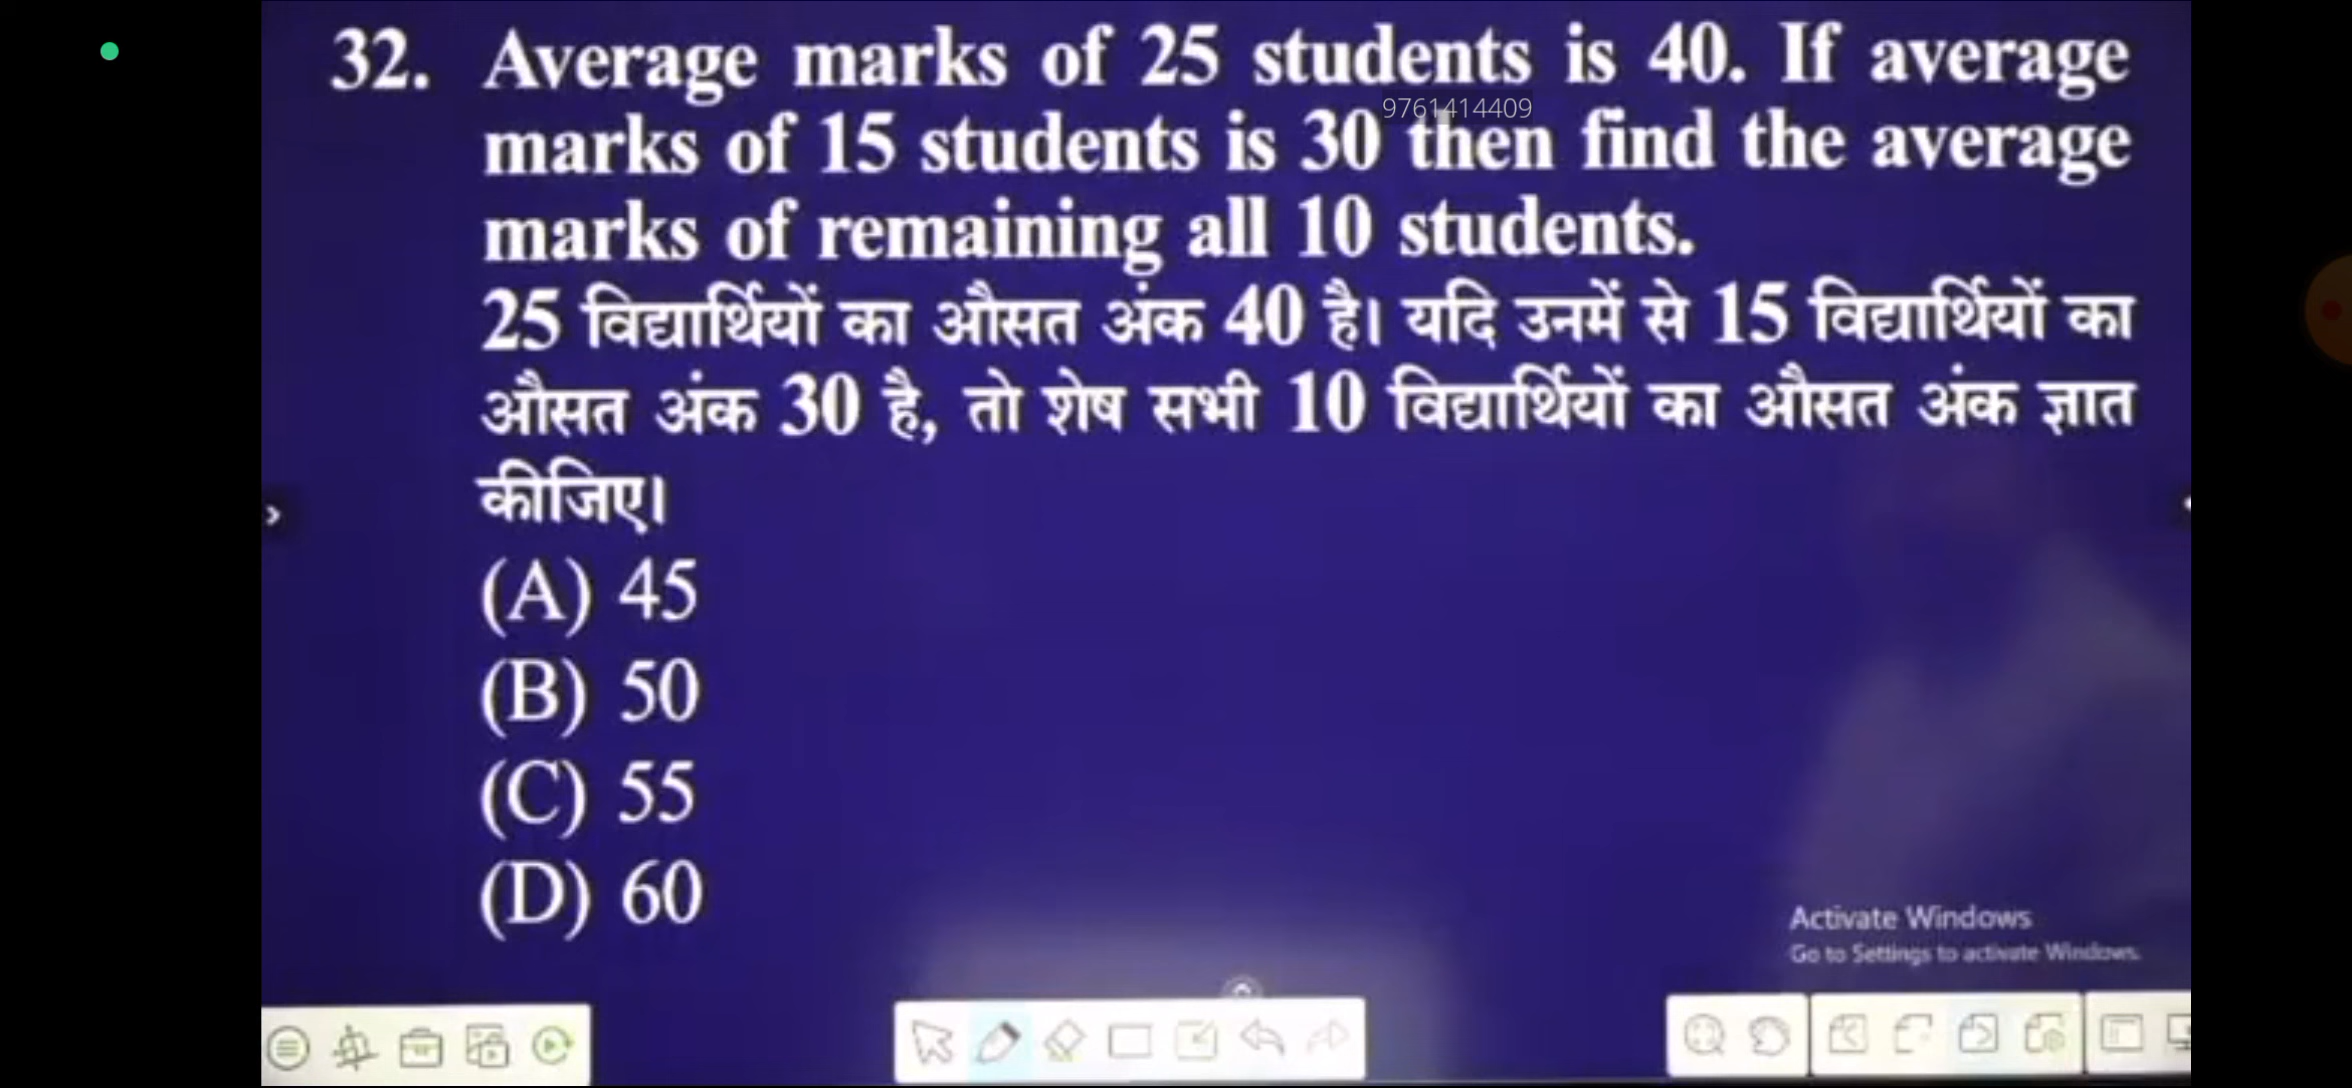 32. Average marks of 25 students is 40. If average
9761414409
marks of 15 students is 30 then find the average
marks of remaining all 10 students.
25 विद्यार्थियों का औसत अंक 40 है। यदि उनमें से 15 विद्यार्थियों का
औसत अंक 30 है, तो शेष सभी 10 विद्यार्थियों का औसत अंक ज्ञात
कीजिए।
(A) 45
(B) 50
(C) 55
(D) 60
Activate Windows
Go to Settings to activate Windows.